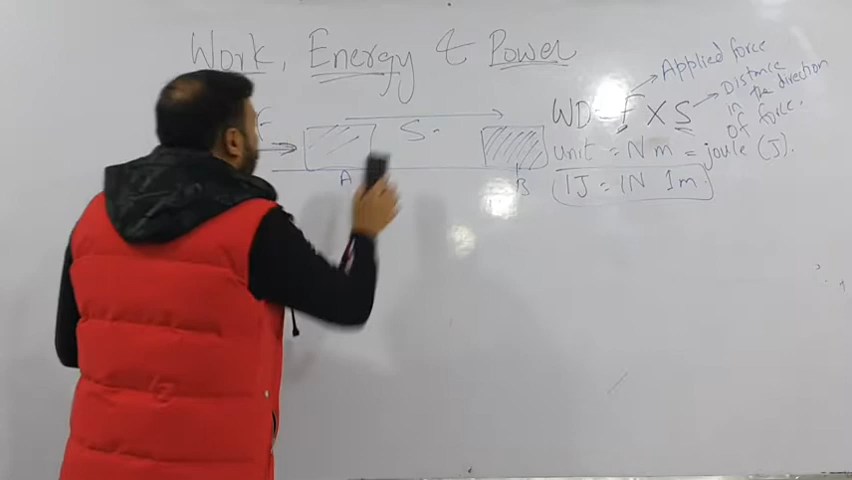 Work, Energy & Power
F
S
A
B
WD = F X S
Applied force
Distance
in the direction
of force.
unit = N m = joule (J).
1J = 1N 1m.